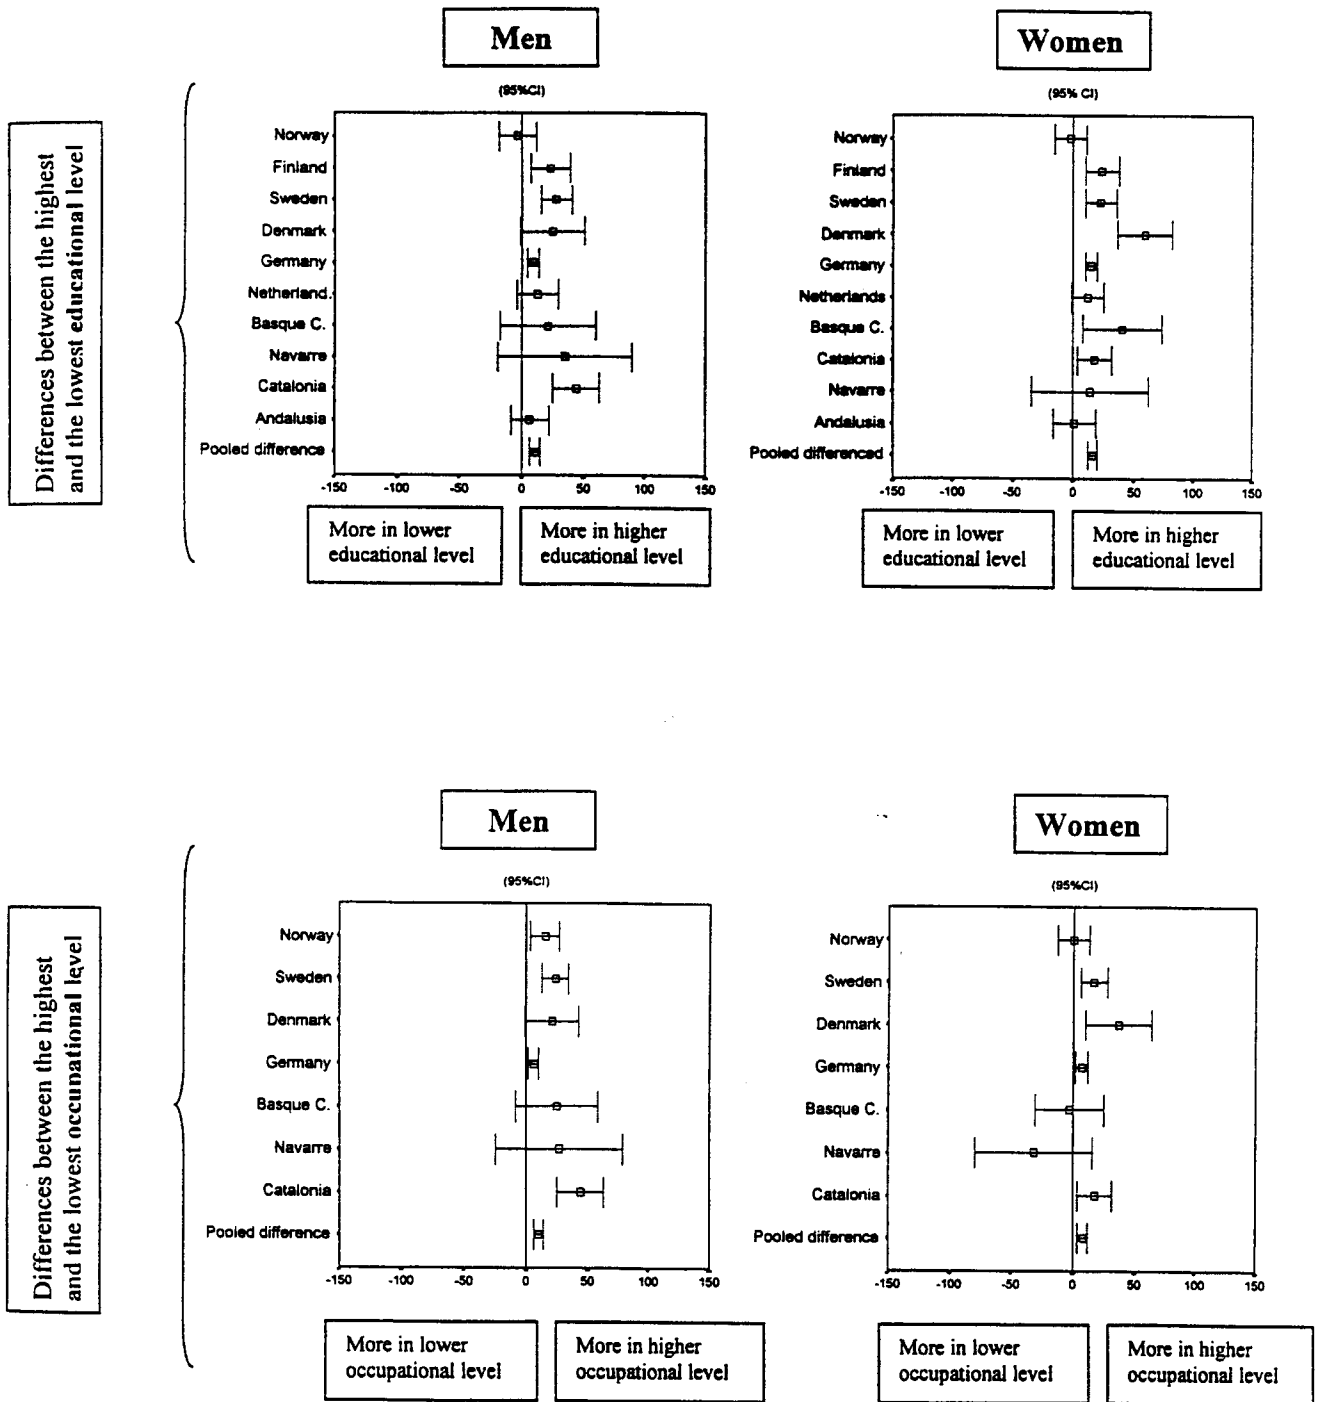 Men
Women
(95%CI)
(95% CI)
Differences between the highest
and the lowest educational level
Norway
Finland
Sweden
Denmark
Germany
Netherland.
Basque C.
Navarre
Catalonia
Andalusia
Pooled difference
-150
-100
-50
0
50
100
150
More in lower
educational level
More in higher
educational level
Norway
Finland
Sweden
Denmark
Germany
Netherlands
Basque C.
Catalonia
Navarre
Andalusia
Pooled differenced
-150
-100
-50
0
50
100
150
More in lower
educational level
More in higher
educational level
Men
Women
(95%CI)
(95%CI)
Differences between the highest
and the lowest occunational level
Norway
Sweden
Denmark
Germany
Basque C.
Navarre
Catalonia
Pooled difference
-150
-100
-50
0
50
100
150
More in lower
occupational level
More in higher
occupational level
Norway
Sweden
Denmark
Germany
Basque C.
Navarre
Catalonia
Pooled difference
-150
-100
-50
0
50
100
150
More in lower
occupational level
More in higher
occupational level